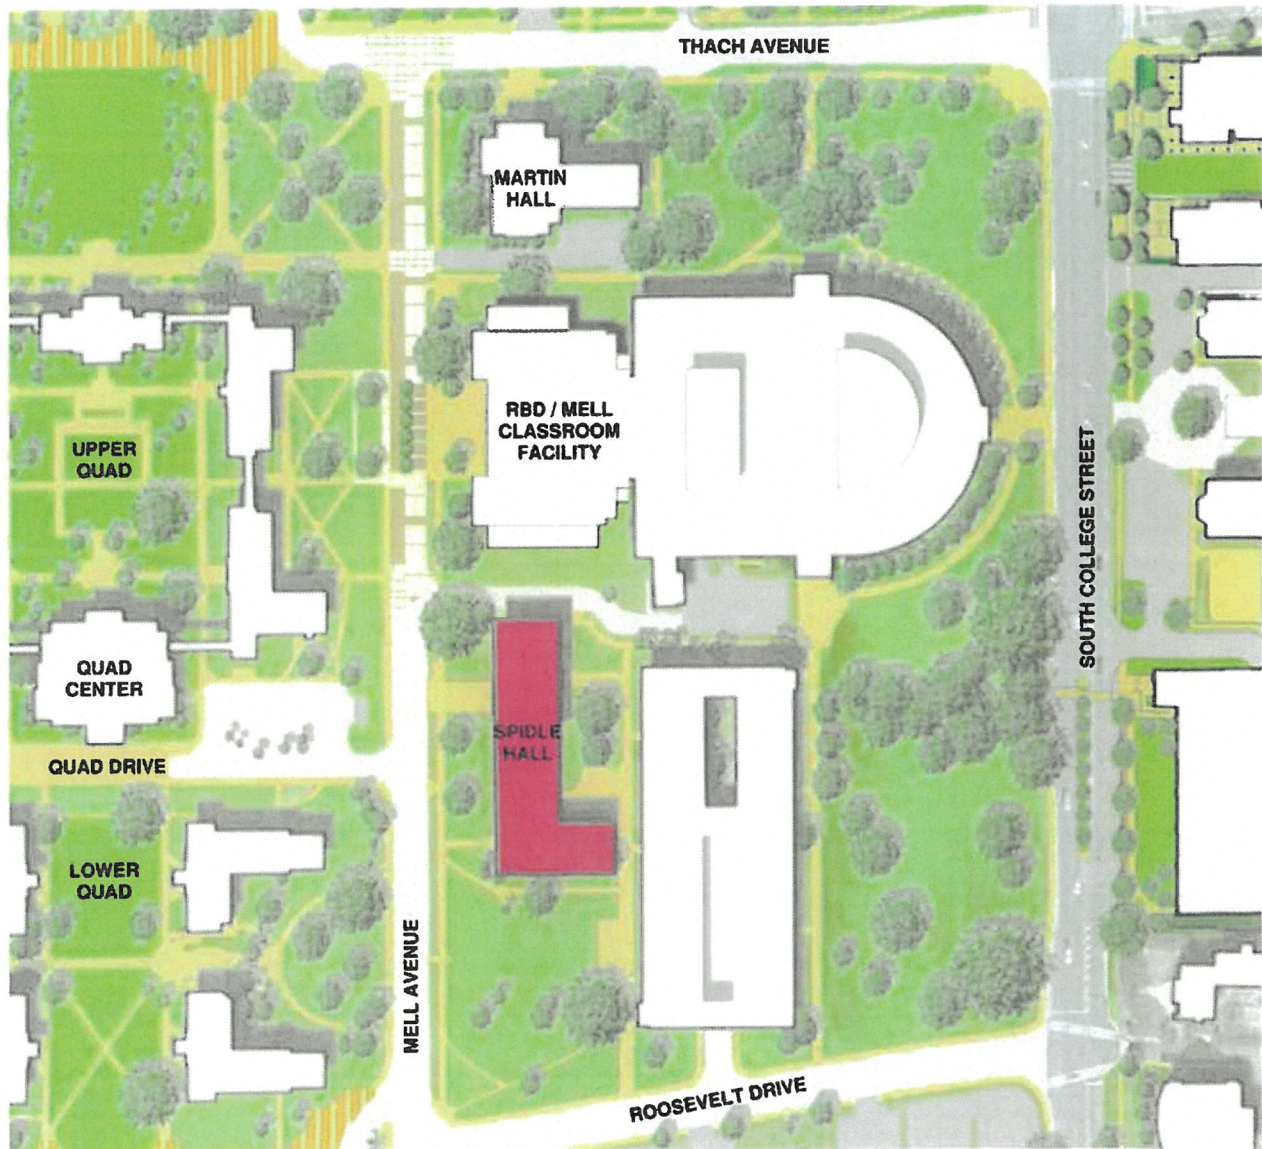 THACH AVENUE
MARTIN
HALL
RBD / MELL
CLASSROOM
FACILITY
UPPER
QUAD
SOUTH COLLEGE STREET
QUAD
CENTER
SPIDLE
HALL
QUAD DRIVE
LOWER
QUAD
MELL AVENUE
ROOSEVELT DRIVE